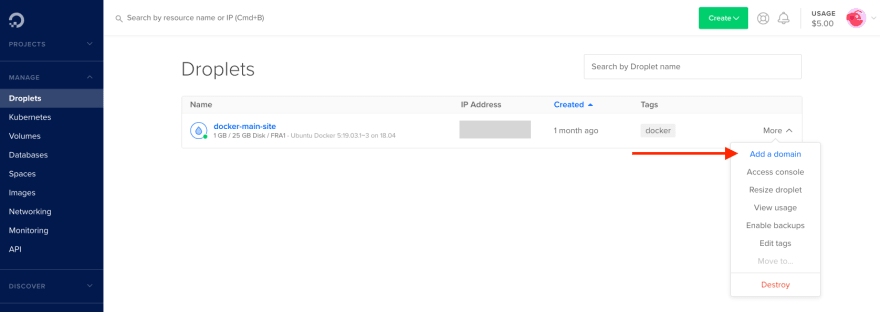 Search by resource name or IP (Cmd+B)
Create
USAGE
$5.00
PROJECTS
MANAGE
Droplets
Kubernetes
Volumes
Databases
Spaces
Images
Networking
Monitoring
API
DISCOVER
Droplets
Search by Droplet name
Name IP Address Created Tags
docker-main-site
1 GB / 25 GB Disk / FRA1 - Ubuntu Docker 5:19.03.1~3 on 18.04
1 month ago docker More
Add a domain
Access console
Resize droplet
View usage
Enable backups
Edit tags
Move to...
Destroy